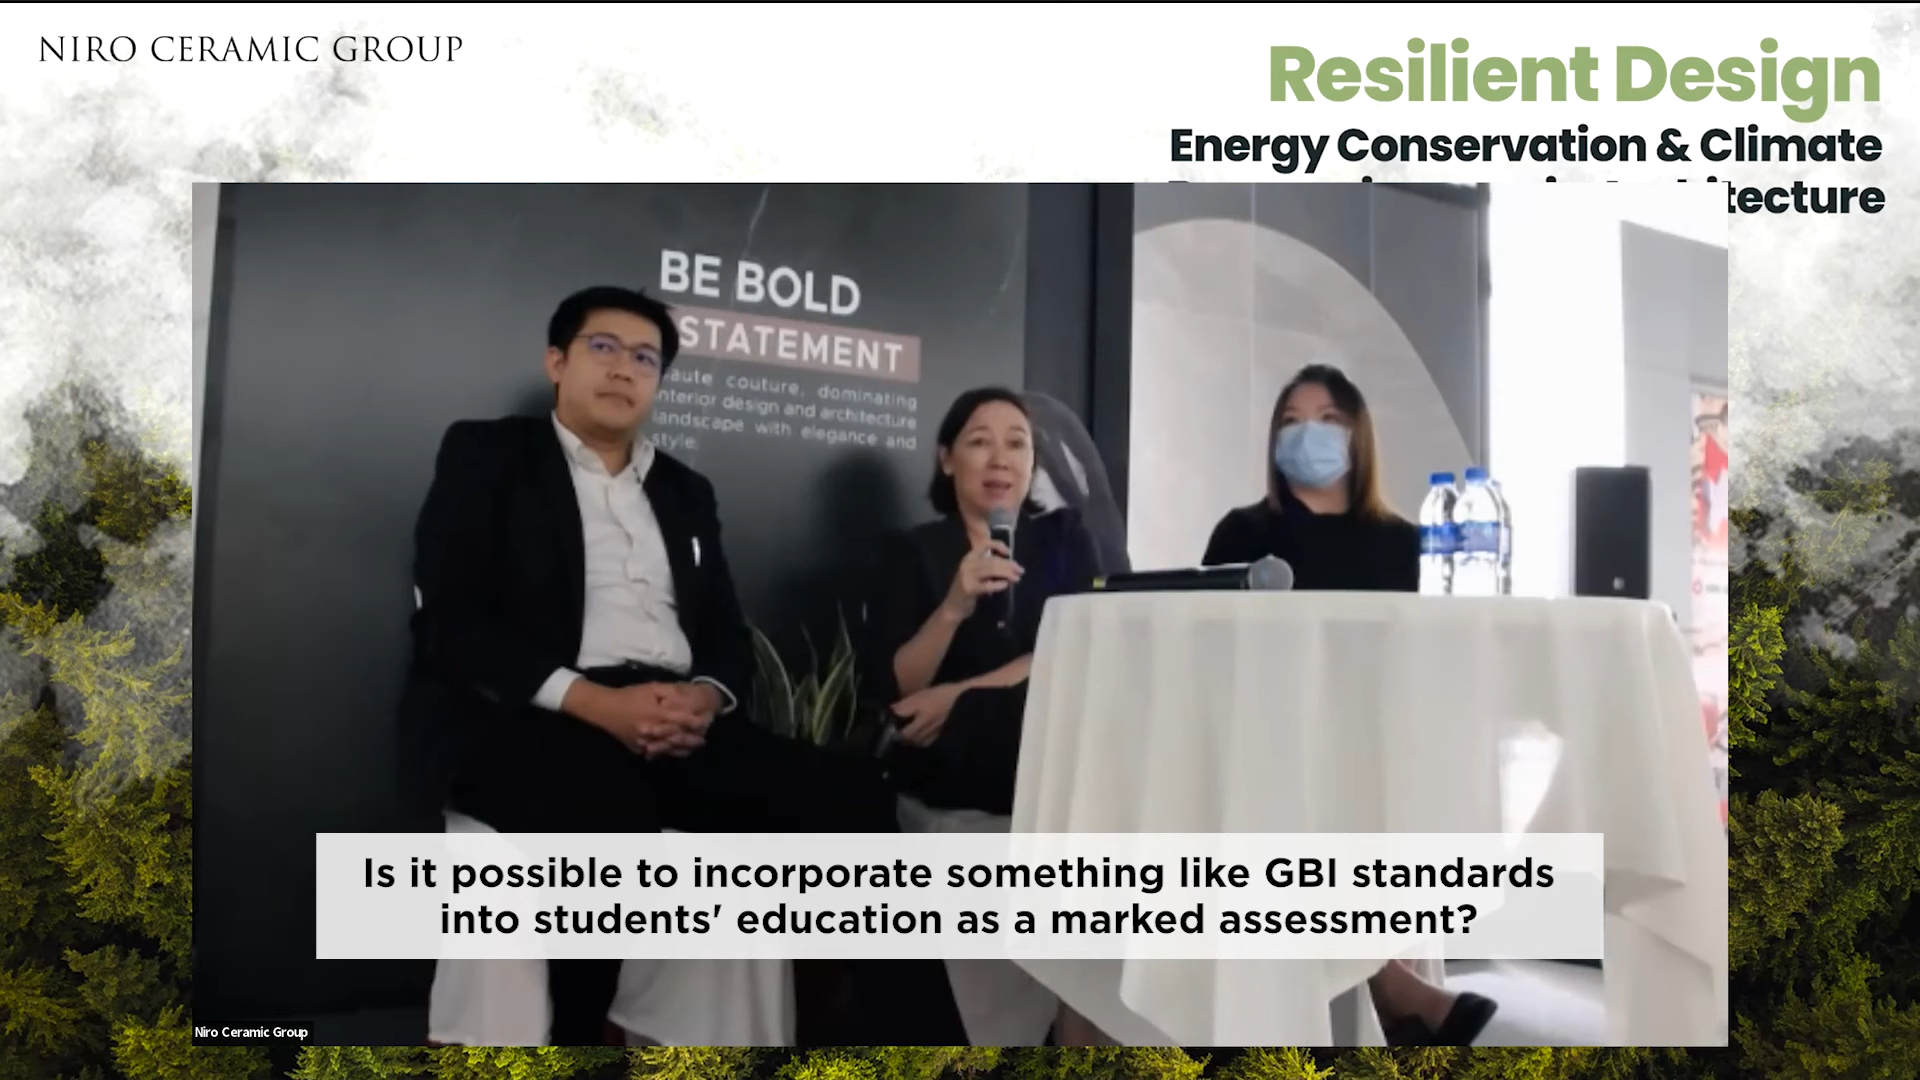 NIRO CERAMIC GROUP
Resilient Design
Energy Conservation & Climate
tecture
BE BOLD
STATEMENT
aute couture, dominating
nterior design and architecture
landscape with elegance and
style.
Is it possible to incorporate something like GBI standards
into students' education as a marked assessment?
Niro Ceramic Group